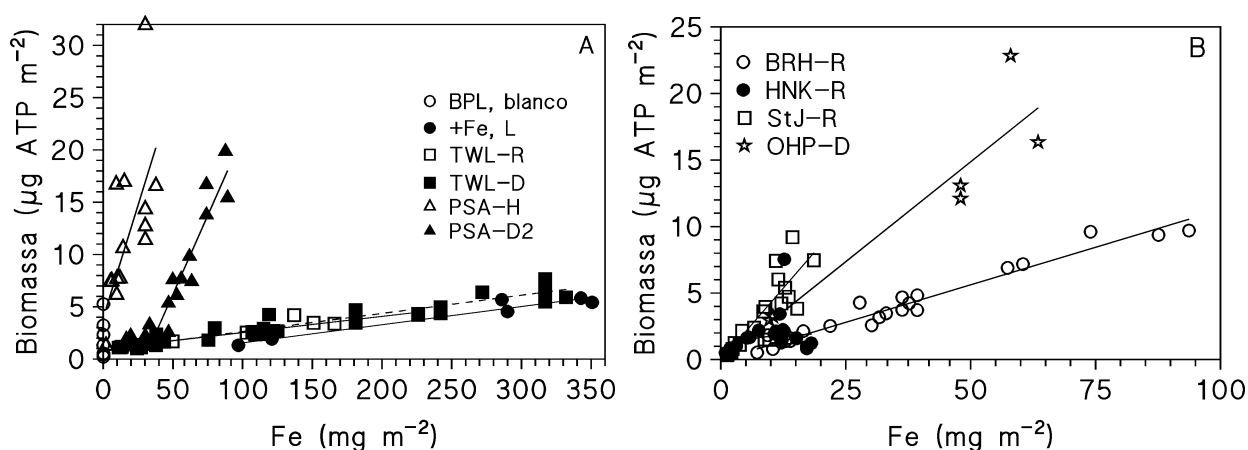 A
30
25
20
15
10
5
0
Biomassa (µg ATP m−2)
BPL, blanco
+Fe, L
TWL−R
TWL−D
PSA−H
PSA−D2
0 50 100 150 200 250 300 350
Fe (mg m−2)
B
25
20
15
10
5
0
Biomassa (µg ATP m−2)
BRH−R
HNK−R
StJ−R
OHP−D
0 25 50 75 100
Fe (mg m−2)